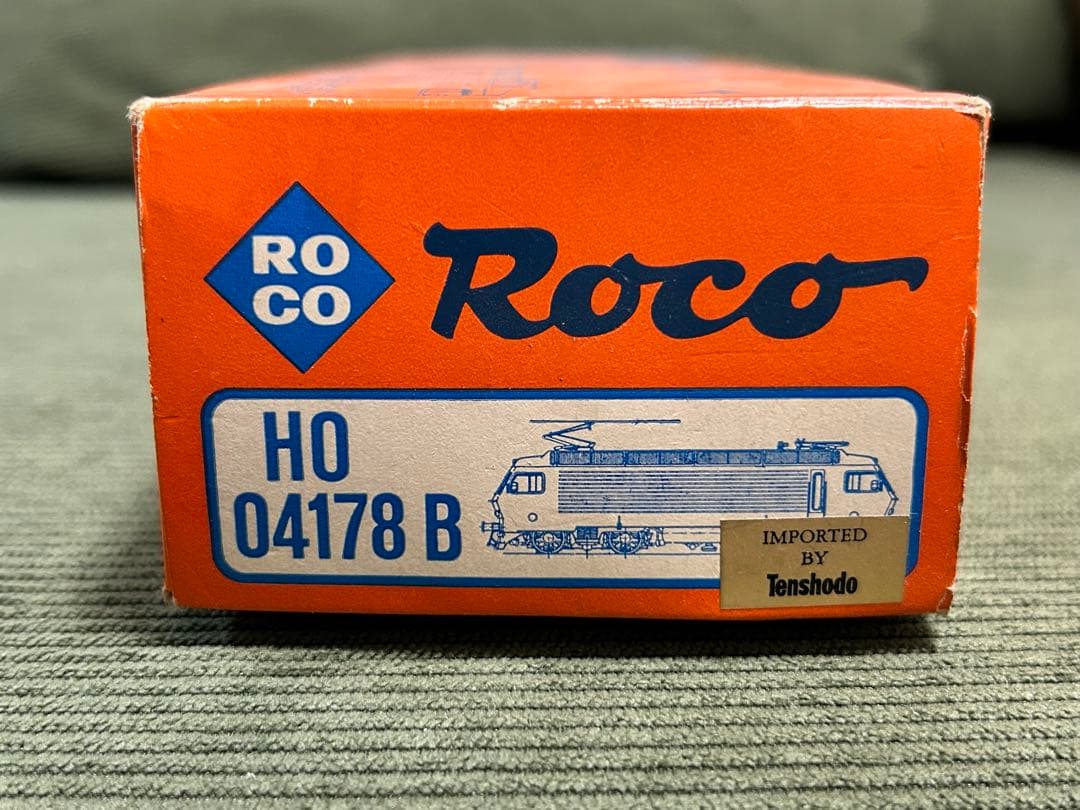 RO
CO
Roco
HO
04178 B
IMPORTED
BY
Tenshodo